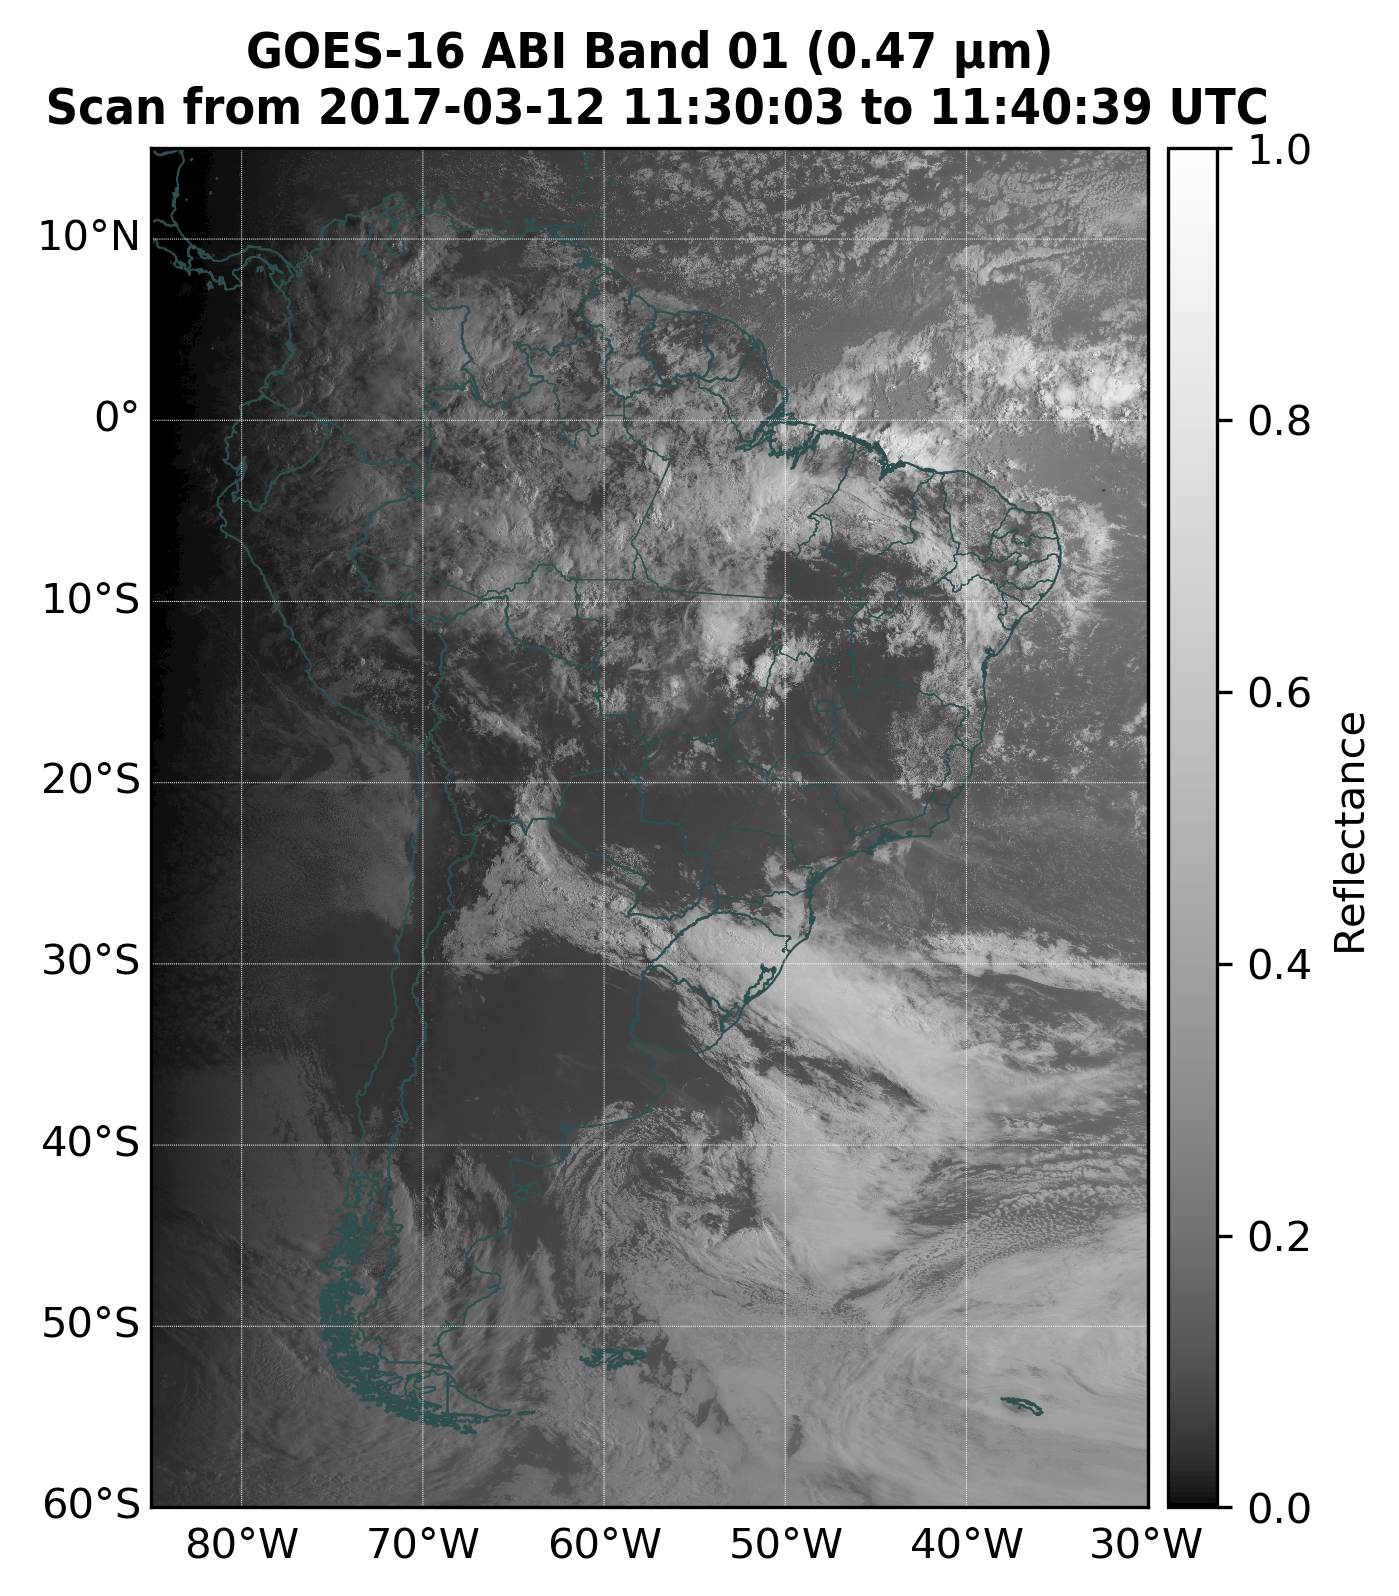 GOES-16 ABI Band 01 (0.47 µm)
Scan from 2017-03-12 11:30:03 to 11:40:39 UTC
10°N
0°
10°S
20°S
30°S
40°S
50°S
60°S
80°W
70°W
60°W
50°W
40°W
30°W
1.0
0.8
0.6
0.4
0.2
0.0
Reflectance